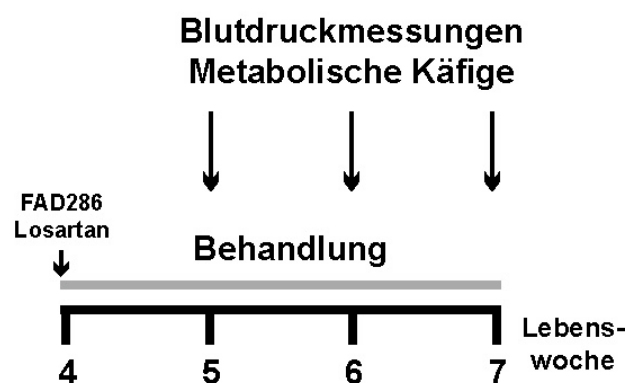 Blutdruckmessungen
Metabolische Käfige
FAD286
Losartan
Behandlung
4
5
6
7
Lebens-
woche